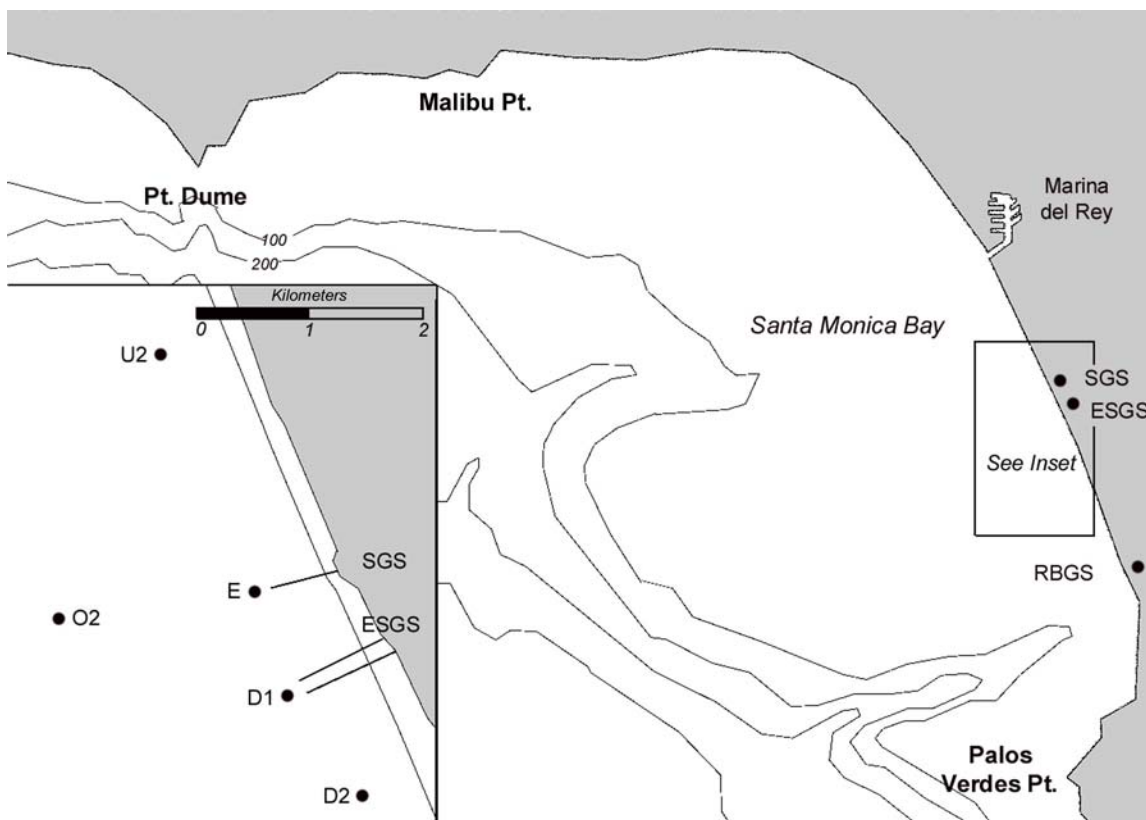 Malibu Pt.
Pt. Dume
Marina
del Rey
100
200
Kilometers
0 1 2
Santa Monica Bay
U2
SGS
ESGS
See Inset
SGS
E
O2
ESGS
RBGS
D1
D2
Palos
Verdes Pt.